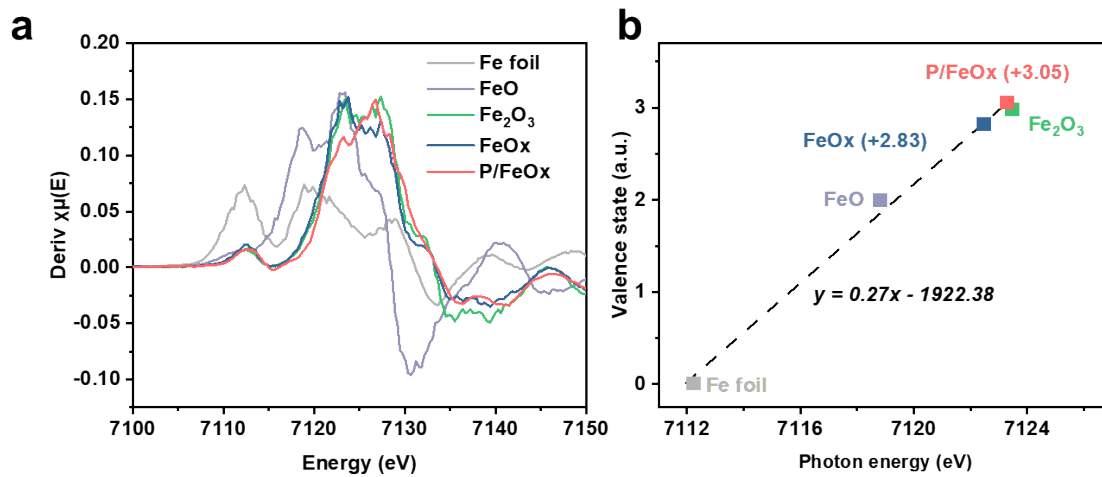 a
0.20
0.15
0.10
0.05
0.00
-0.05
-0.10
Deriv χμ(E)
Fe foil
FeO
Fe₂O₃
FeOx
P/FeOx
7100
7110
7120
7130
7140
7150
Energy (eV)
b
3
2
1
0
Valence state (a.u.)
P/FeOx (+3.05)
FeOx (+2.83)
Fe₂O₃
FeO
y = 0.27x - 1922.38
Fe foil
7112
7116
7120
7124
Photon energy (eV)